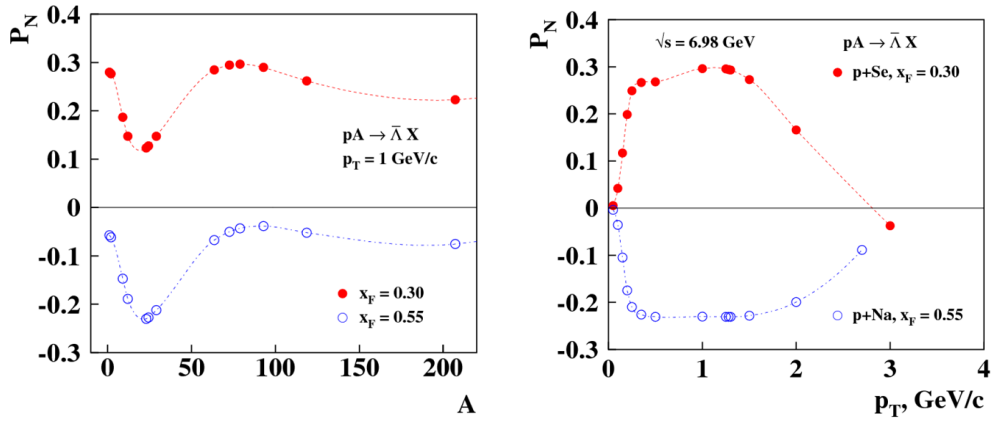 P_N
0.4
0.3
0.2
0.1
0
-0.1
-0.2
-0.3
pA → Λ̄ X
p_T = 1 GeV/c
x_F = 0.30
x_F = 0.55
0 50 100 150 200
A
P_N
0.4
0.3
0.2
0.1
0
-0.1
-0.2
-0.3
√s = 6.98 GeV
pA → Λ̄ X
p+Se, x_F = 0.30
p+Na, x_F = 0.55
0 1 2 3 4
p_T, GeV/c